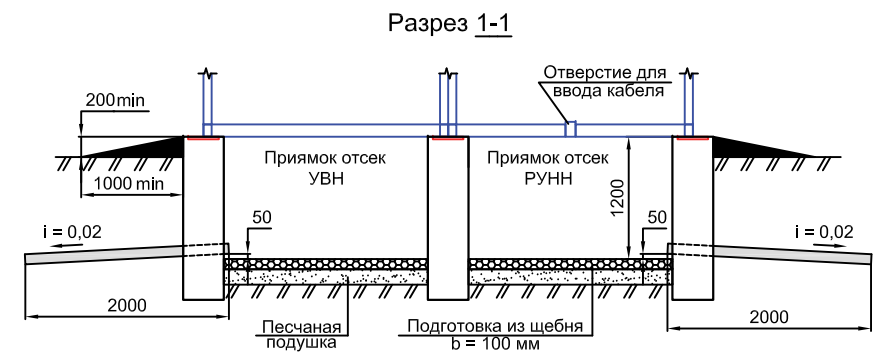 Разрез 1-1
Отверстие для
ввода кабеля
200min
Приямок отсек
УВН
Приямок отсек
РУНН
1000 min
1200
50
50
i = 0,02
i = 0,02
2000
2000
Песчаная
подушка
Подготовка из щебня
b = 100 мм